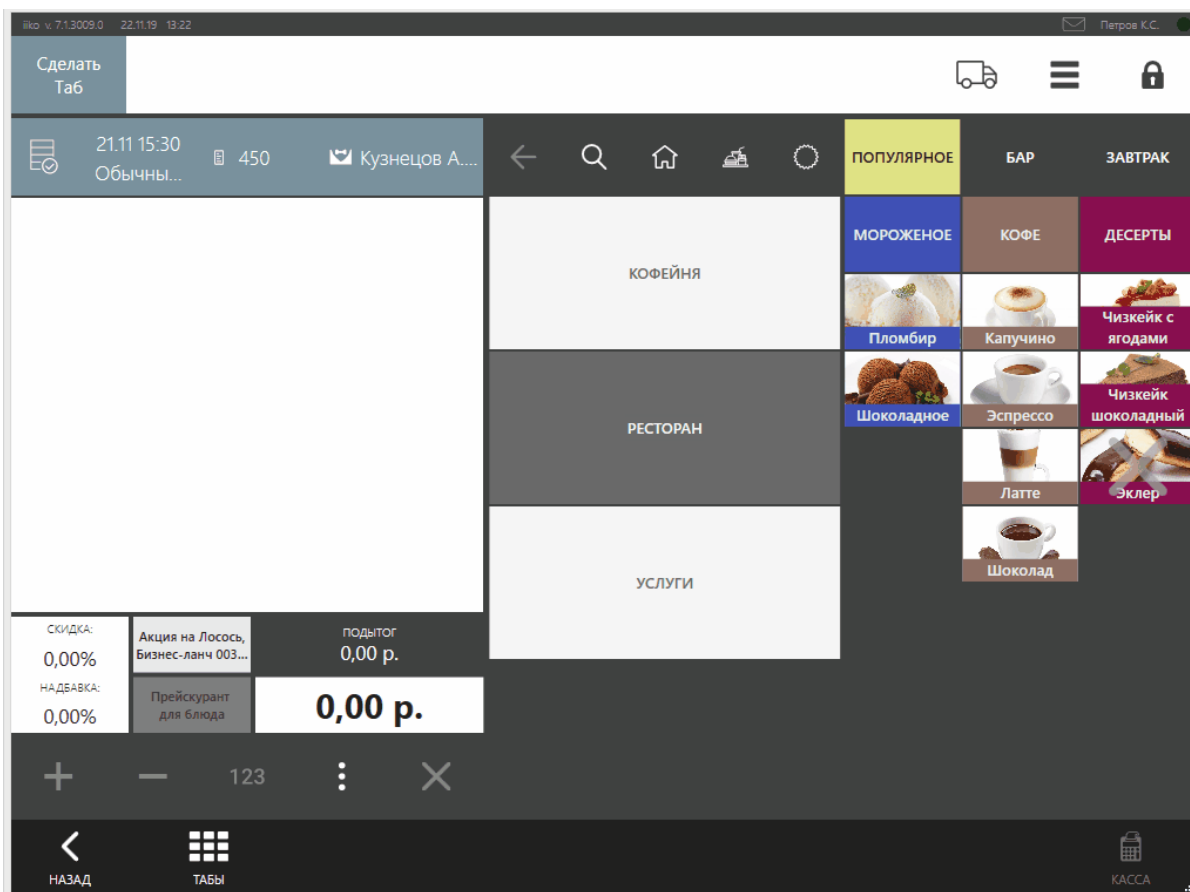 iiko v. 7.1.3009.0 22.11.19 13:22 Петров К.С.
Сделать
Таб
21.11 15:30
Обычны...
450
Кузнецов А....
ПОПУЛЯРНОЕ
БАР
ЗАВТРАК
КОФЕЙНЯ
РЕСТОРАН
УСЛУГИ
МОРОЖЕНОЕ
КОФЕ
ДЕСЕРТЫ
Пломбир
Капучино
Чизкейк с
ягодами
Шоколадное
Эспрессо
Чизкейк
шоколадный
Латте
Эклер
Шоколад
СКИДКА:
0,00%
НАДБАВКА:
0,00%
Акция на Лосось,
Бизнес-ланч 003...
Прейскурант
для блюда
ПОДЫТОГ
0,00 р.
0,00 р.
123
НАЗАД
ТАБЫ
КАССА